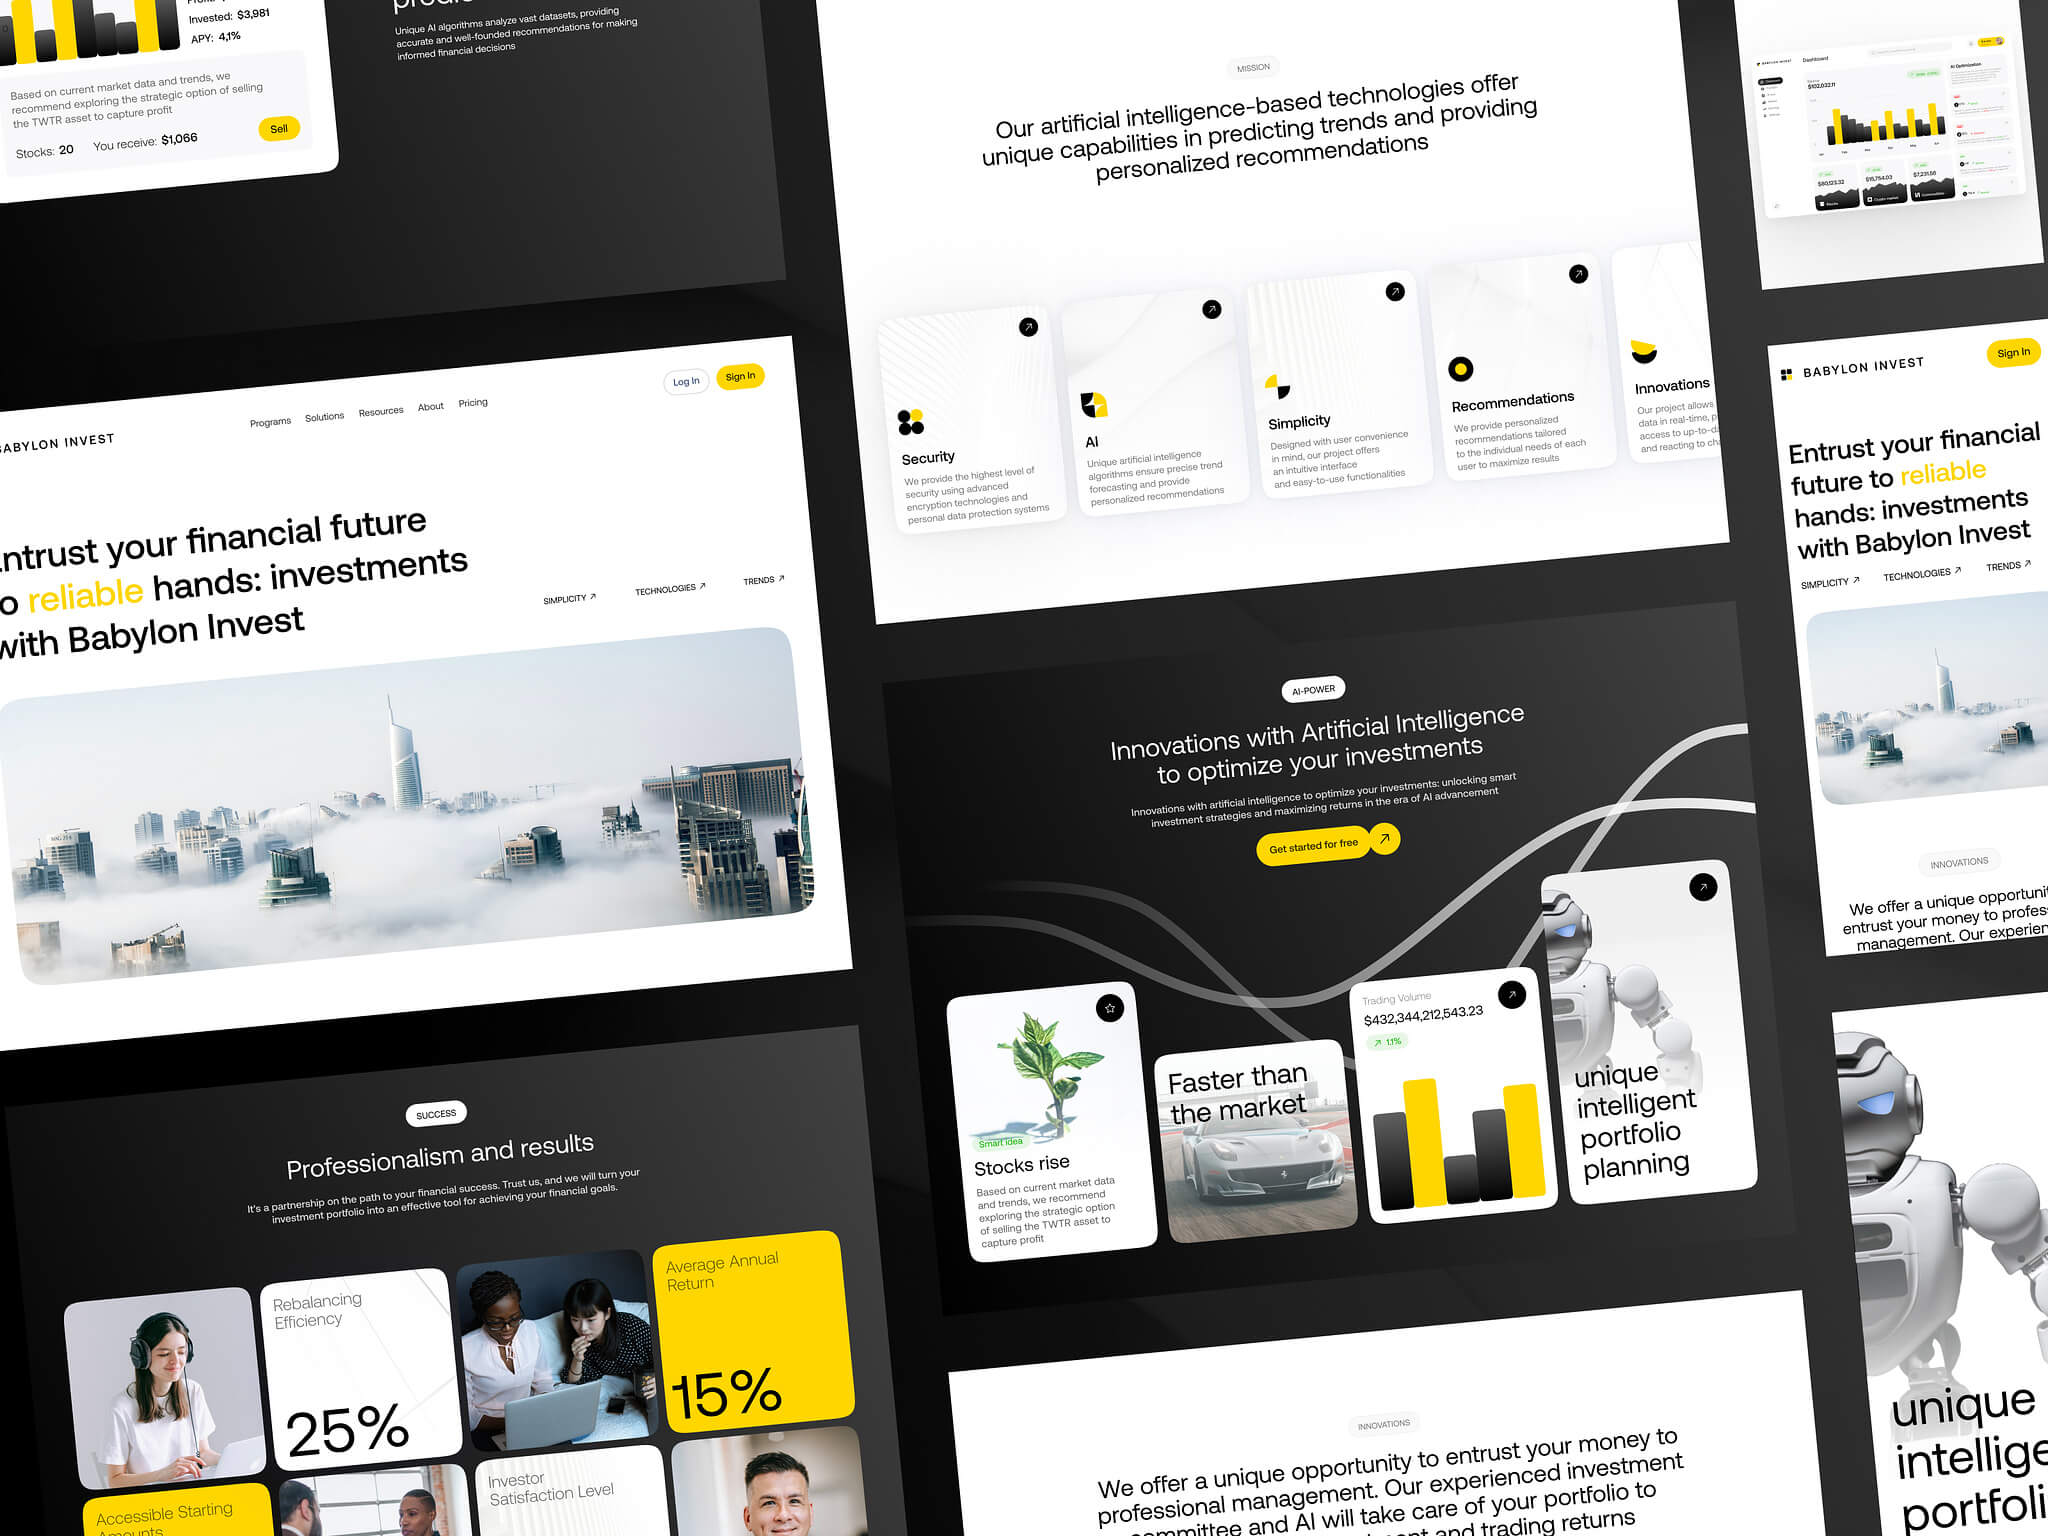 Invested: $3,981
APY: 4,1%
Based on current market data and trends, we
recommend exploring the strategic option of selling
the TWTR asset to capture profit
Stocks: 20
You receive: $1,066
Sell
Unique AI algorithms analyze vast datasets, providing
accurate and well-founded recommendations for making
informed financial decisions
MISSION
Our artificial intelligence-based technologies offer
unique capabilities in predicting trends and providing
personalized recommendations
Security
We provide the highest level of
security using advanced
encryption technologies and
personal data protection systems
AI
Unique artificial intelligence
algorithms ensure precise trend
forecasting and provide
personalized recommendations
Simplicity
Designed with user convenience
in mind, our project offers
an intuitive interface
and easy-to-use functionalities
Recommendations
We provide personalized
recommendations tailored
to the individual needs of each
user to maximize results
Innovations
Our project allows
data in real-time,
access to
and reacting to
BABYLON INVEST
Dashboard
$102,032.11
AI Optimization
$80,123.32
$15,754.03
$7,231.56
Stocks
Crypto market
BABYLON INVEST
Programs
Solutions
Resources
About
Pricing
Log In
Sign In
ntrust your financial future
o reliable hands: investments
with Babylon Invest
SIMPLICITY
TECHNOLOGIES
TRENDS
BABYLON INVEST
Sign In
Entrust your financial
future to reliable
hands: investments
with Babylon Invest
SIMPLICITY
TECHNOLOGIES
TRENDS
INNOVATIONS
We offer a unique
entrust your money to
management. Our
AI-POWER
Innovations with Artificial Intelligence
to optimize your investments
Innovations with artificial intelligence to optimize your investments: unlocking smart
investment strategies and maximizing returns in the era of AI advancement
Get started for free
Smart idea
Stocks rise
Based on current market data
and trends, we recommend
exploring the strategic option
of selling the TWTR asset to
capture profit
Faster than
the market
Trading Volume
$432,344,212,543.23
1.1%
unique
intelligent
portfolio
planning
SUCCESS
Professionalism and results
It's a partnership on the path to your financial success. Trust us, and we will turn your
investment portfolio into an effective tool for achieving your financial goals.
Rebalancing
Efficiency
25%
Average Annual
Return
15%
Accessible Starting
Amounts
Investor
Satisfaction Level
INNOVATIONS
We offer a unique opportunity to entrust your money to
professional management. Our experienced investment
committee and AI will take care of your portfolio to
and trading returns
unique
intellige
portfoli